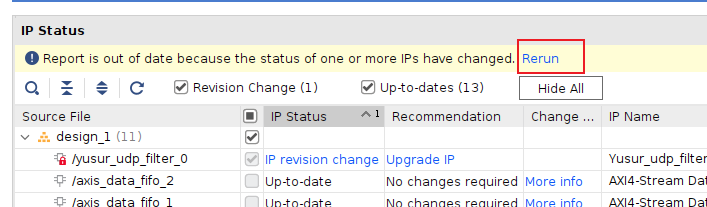 IP Status
Report is out of date because the status of one or more IPs have changed. Rerun
Revision Change (1) Up-to-dates (13) Hide All
Source File IP Status 1 Recommendation Change ... IP Name
design_1 (11)
/yusur_udp_filter_0 IP revision change Upgrade IP Yusur_udp_filter
/axis_data_fifo_2 Up-to-date No changes required More info AXI4-Stream Dat
/axis_data_fifo_1 Up-to-date No changes required More info AXI4-Stream Dat